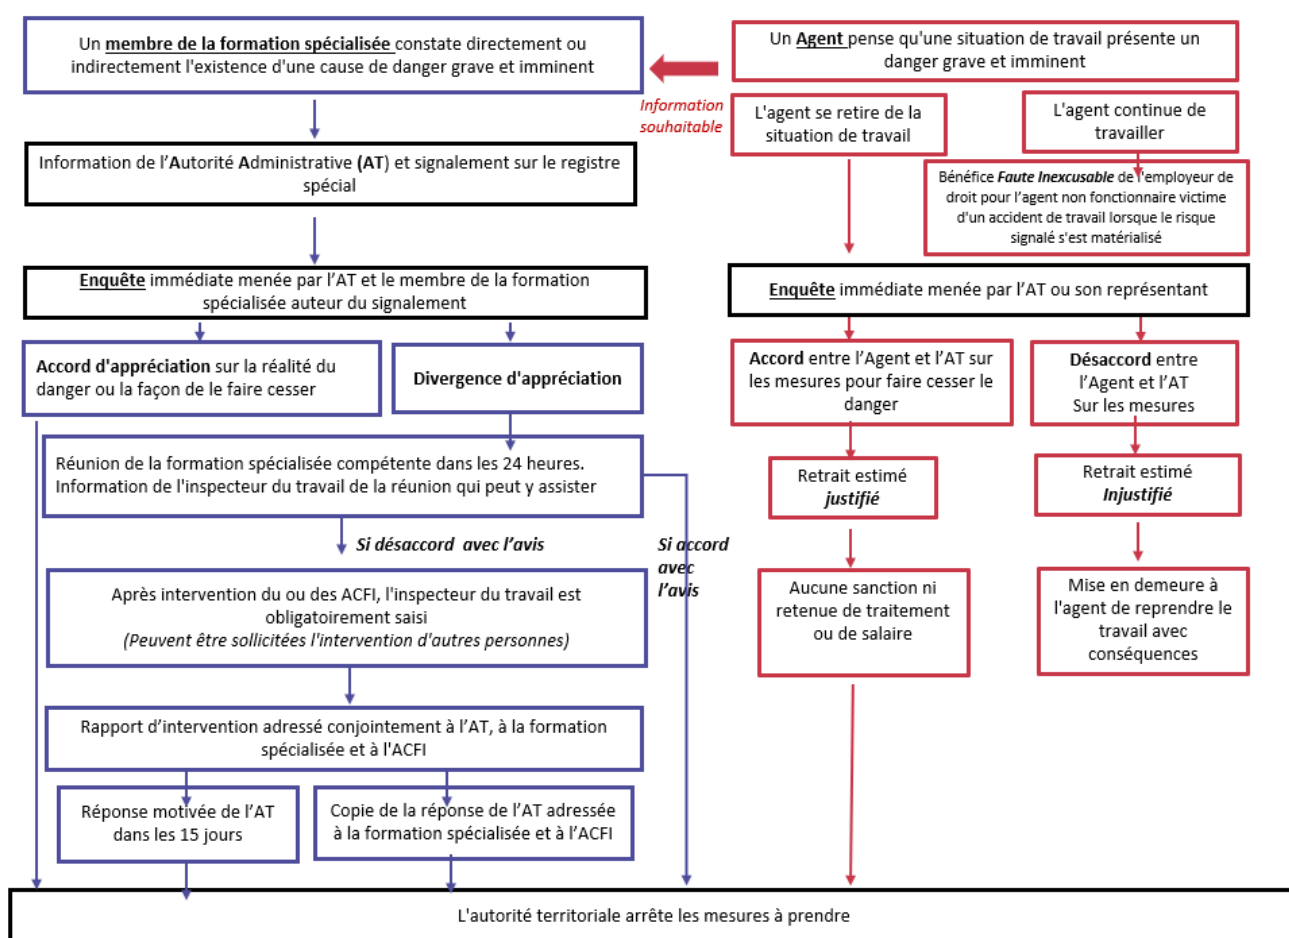 Un membre de la formation spécialisée constate directement ou
indirectement l'existence d'une cause de danger grave et imminent
Un Agent pense qu'une situation de travail présente un
danger grave et imminent
Information
souhaitable
L'agent se retire de la
situation de travail
L'agent continue de
travailler
Information de l'Autorité Administrative (AT) et signalement sur le registre
spécial
Bénéfice Faute Inexcusable de l'employeur de
droit pour l'agent non fonctionnaire victime
d'un accident de travail lorsque le risque
signalé s'est matérialisé
Enquête immédiate menée par l'AT et le membre de la formation
spécialisée auteur du signalement
Enquête immédiate menée par l'AT ou son représentant
Accord d'appréciation sur la réalité du
danger ou la façon de le faire cesser
Divergence d'appréciation
Accord entre l'Agent et l'AT sur
les mesures pour faire cesser le
danger
Désaccord entre
l'Agent et l'AT
Sur les mesures
Réunion de la formation spécialisée compétente dans les 24 heures.
Information de l'inspecteur du travail de la réunion qui peut y assister
Retrait estimé
justifié
Retrait estimé
Injustifié
Si désaccord avec l'avis
Si accord
avec
l'avis
Après intervention du ou des ACFI, l'inspecteur du travail est
obligatoirement saisi
(Peuvent être sollicitées l'intervention d'autres personnes)
Aucune sanction ni
retenue de traitement
ou de salaire
Mise en demeure à
l'agent de reprendre le
travail avec
conséquences
Rapport d'intervention adressé conjointement à l'AT, à la formation
spécialisée et à l'ACFI
Réponse motivée de l'AT
dans les 15 jours
Copie de la réponse de l'AT adressée
à la formation spécialisée et à l'ACFI
L'autorité territoriale arrête les mesures à prendre